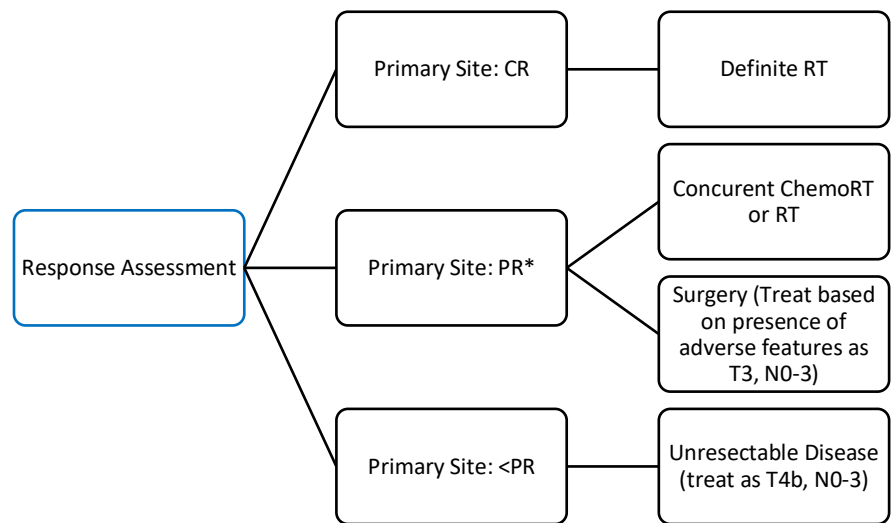 Response Assessment
Primary Site: CR
Definite RT
Primary Site: PR*
Concurent ChemoRT
or RT
Surgery (Treat based
on presence of
adverse features as
T3, N0-3)
Primary Site: <PR
Unresectable Disease
(treat as T4b, N0-3)